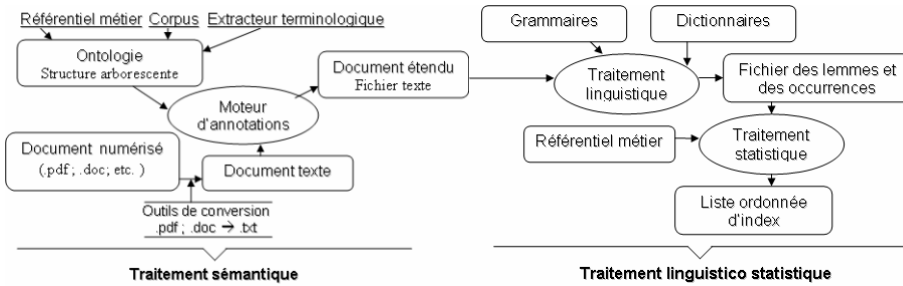 Référentiel métier Corpus Extracteur terminologique
Ontologie
Structure arborescente
Document étendu
Fichier texte
Moteur
d'annotations
Document numérisé
(.pdf ; .doc; etc. )
Document texte
Outils de conversion
.pdf ; .doc → .txt
Traitement sémantique
Grammaires
Dictionnaires
Traitement
linguistique
Fichier des lemmes et
des occurrences
Référentiel métier
Traitement
statistique
Liste ordonnée
d'index
Traitement linguistico statistique